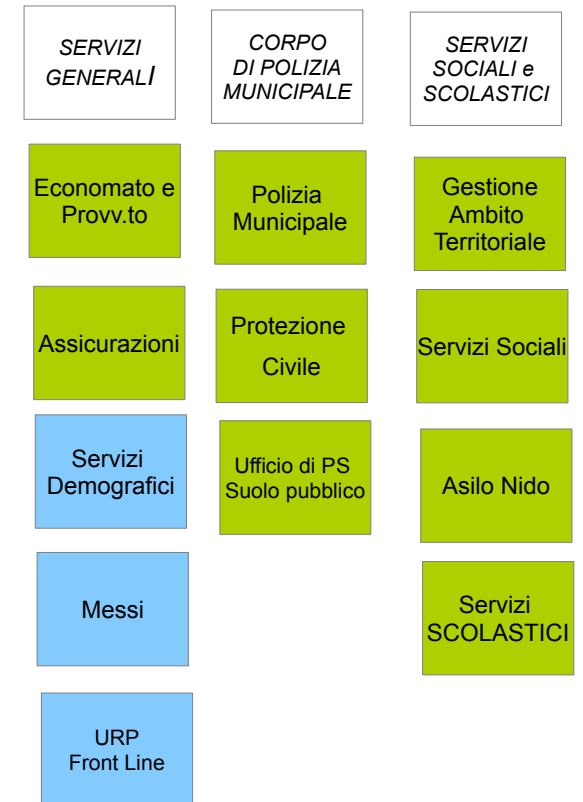 SERVIZI
GENERALI
Economato e
Provv.to
Assicurazioni
Servizi
Demografici
Messi
URP
Front Line
CORPO
DI POLIZIA
MUNICIPALE
Polizia
Municipale
Protezione
Civile
Ufficio di PS
Suolo pubblico
SERVIZI
SOCIALI e
SCOLASTICI
Gestione
Ambito
Territoriale
Servizi Sociali
Asilo Nido
Servizi
SCOLASTICI